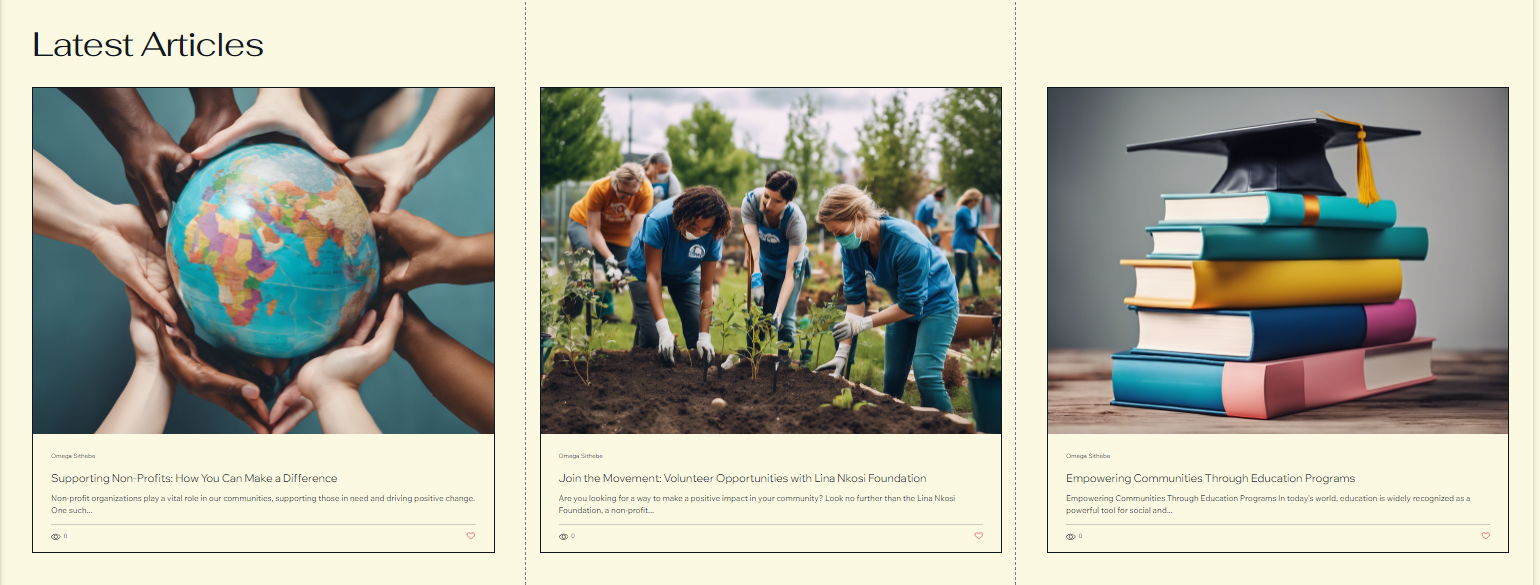 Latest Articles
Omega Sithebe
Supporting Non-Profits: How You Can Make a Difference
Non-profit organizations play a vital role in our communities, supporting those in need and driving positive change.
One such...
0
Omega Sithebe
Join the Movement: Volunteer Opportunities with Lina Nkosi Foundation
Are you looking for a way to make a positive impact in your community? Look no further than the Lina Nkosi
Foundation, a non-profit...
0
Omega Sithebe
Empowering Communities Through Education Programs
Empowering Communities Through Education Programs In today's world, education is widely recognized as a
powerful tool for social and...
0